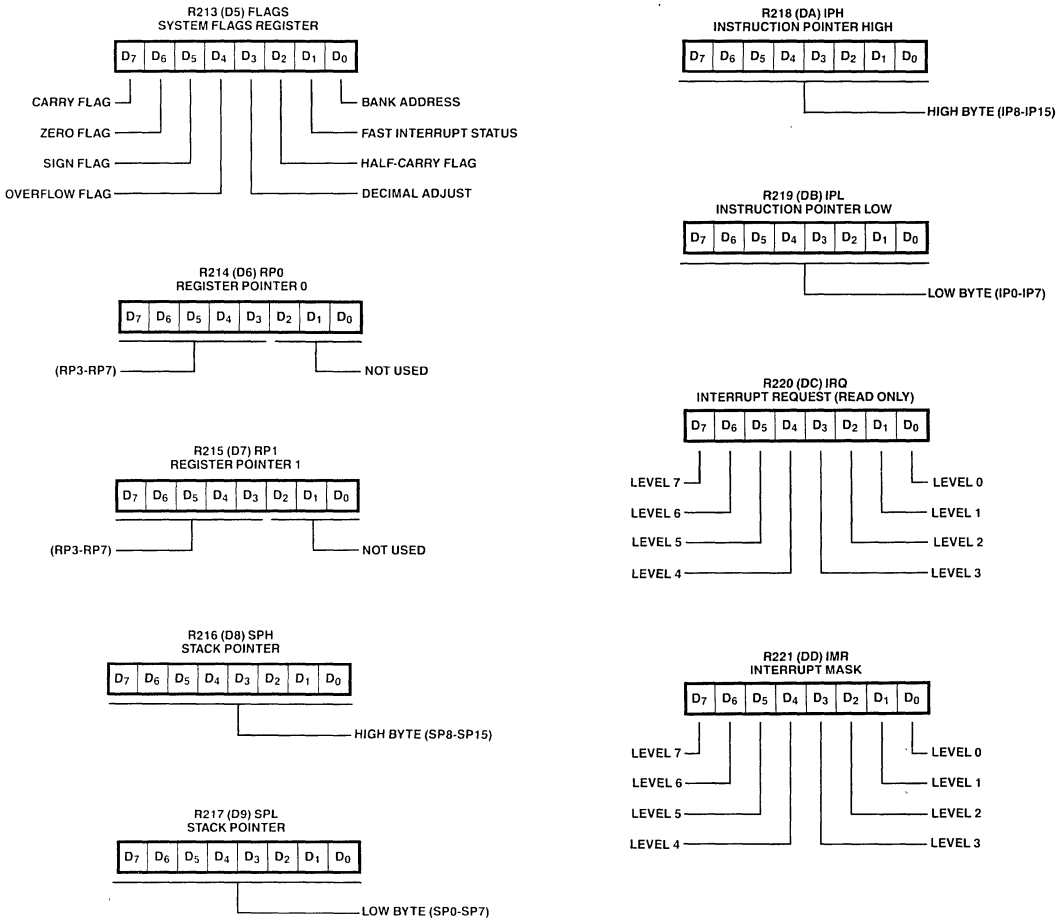 R213 (D5) FLAGS
SYSTEM FLAGS REGISTER
D7 D6 D5 D4 D3 D2 D1 D0
CARRY FLAG
BANK ADDRESS
ZERO FLAG
FAST INTERRUPT STATUS
SIGN FLAG
HALF-CARRY FLAG
OVERFLOW FLAG
DECIMAL ADJUST
R214 (D6) RP0
REGISTER POINTER 0
D7 D6 D5 D4 D3 D2 D1 D0
(RP3-RP7)
NOT USED
R215 (D7) RP1
REGISTER POINTER 1
D7 D6 D5 D4 D3 D2 D1 D0
(RP3-RP7)
NOT USED
R216 (D8) SPH
STACK POINTER
D7 D6 D5 D4 D3 D2 D1 D0
HIGH BYTE (SP8-SP15)
R217 (D9) SPL
STACK POINTER
D7 D6 D5 D4 D3 D2 D1 D0
LOW BYTE (SP0-SP7)
R218 (DA) IPH
INSTRUCTION POINTER HIGH
D7 D6 D5 D4 D3 D2 D1 D0
HIGH BYTE (IP8-IP15)
R219 (DB) IPL
INSTRUCTION POINTER LOW
D7 D6 D5 D4 D3 D2 D1 D0
LOW BYTE (IP0-IP7)
R220 (DC) IRQ
INTERRUPT REQUEST (READ ONLY)
D7 D6 D5 D4 D3 D2 D1 D0
LEVEL 7
LEVEL 0
LEVEL 6
LEVEL 1
LEVEL 5
LEVEL 2
LEVEL 4
LEVEL 3
R221 (DD) IMR
INTERRUPT MASK
D7 D6 D5 D4 D3 D2 D1 D0
LEVEL 7
LEVEL 0
LEVEL 6
LEVEL 1
LEVEL 5
LEVEL 2
LEVEL 4
LEVEL 3